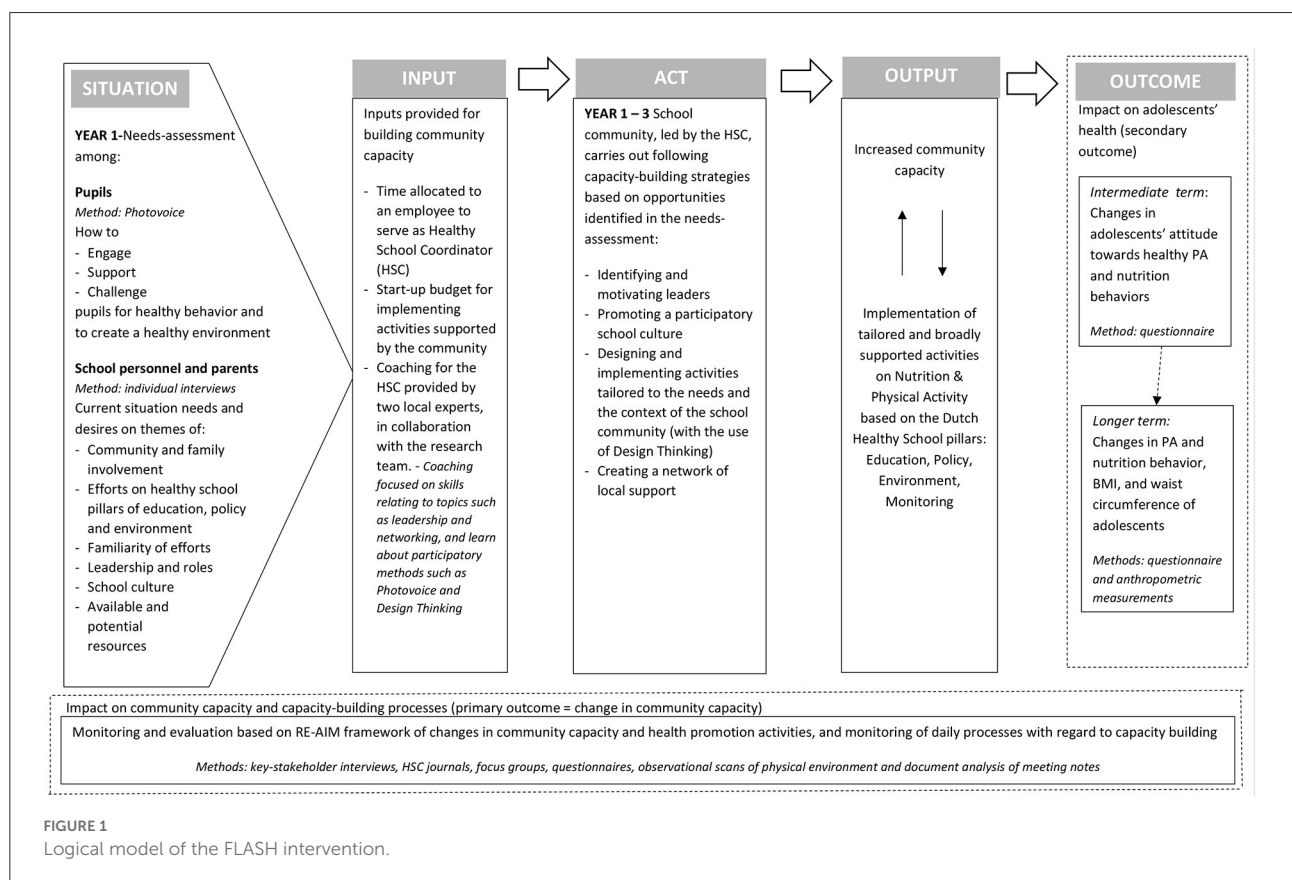 SITUATION
YEAR 1-Needs-assessment
among:
Pupils
Method: Photovoice
How to
- Engage
- Support
- Challenge
pupils for healthy behavior and
to create a healthy environment
School personnel and parents
Method: individual interviews
Current situation needs and
desires on themes of:
- Community and family
involvement
- Efforts on healthy school
pillars of education, policy
and environment
- Familiarity of efforts
- Leadership and roles
- School culture
- Available and
potential
resources
INPUT
Inputs provided for
building community
capacity
- Time allocated to
an employee to
serve as Healthy
School Coordinator
(HSC)
- Start-up budget for
implementing
activities supported
by the community
- Coaching for the
HSC provided by
two local experts,
in collaboration
with the research
team. - Coaching
focused on skills
relating to topics such
as leadership and
networking, and learn
about participatory
methods such as
Photovoice and
Design Thinking
ACT
YEAR 1 – 3 School
community, led by the HSC,
carries out following
capacity-building strategies
based on opportunities
identified in the needs-
assessment:
- Identifying and
motivating leaders
- Promoting a participatory
school culture
- Designing and
implementing activities
tailored to the needs and
the context of the school
community (with the use
of Design Thinking)
- Creating a network of
local support
OUTPUT
Increased community
capacity
Implementation of
tailored and broadly
supported activities
on Nutrition &
Physical Activity
based on the Dutch
Healthy School pillars:
Education, Policy,
Environment,
Monitoring
OUTCOME
Impact on adolescents'
health (secondary
outcome)
Intermediate term:
Changes in
adolescents' attitude
towards healthy PA
and nutrition
behaviors
Method: questionnaire
Longer term:
Changes in PA and
nutrition behavior,
BMI, and waist
circumference of
adolescents
Methods: questionnaire
and anthropometric
measurements
Impact on community capacity and capacity-building processes (primary outcome = change in community capacity)
Monitoring and evaluation based on RE-AIM framework of changes in community capacity and health promotion activities, and monitoring of daily processes with regard to capacity building
Methods: key-stakeholder interviews, HSC journals, focus groups, questionnaires, observational scans of physical environment and document analysis of meeting notes
FIGURE 1
Logical model of the FLASH intervention.